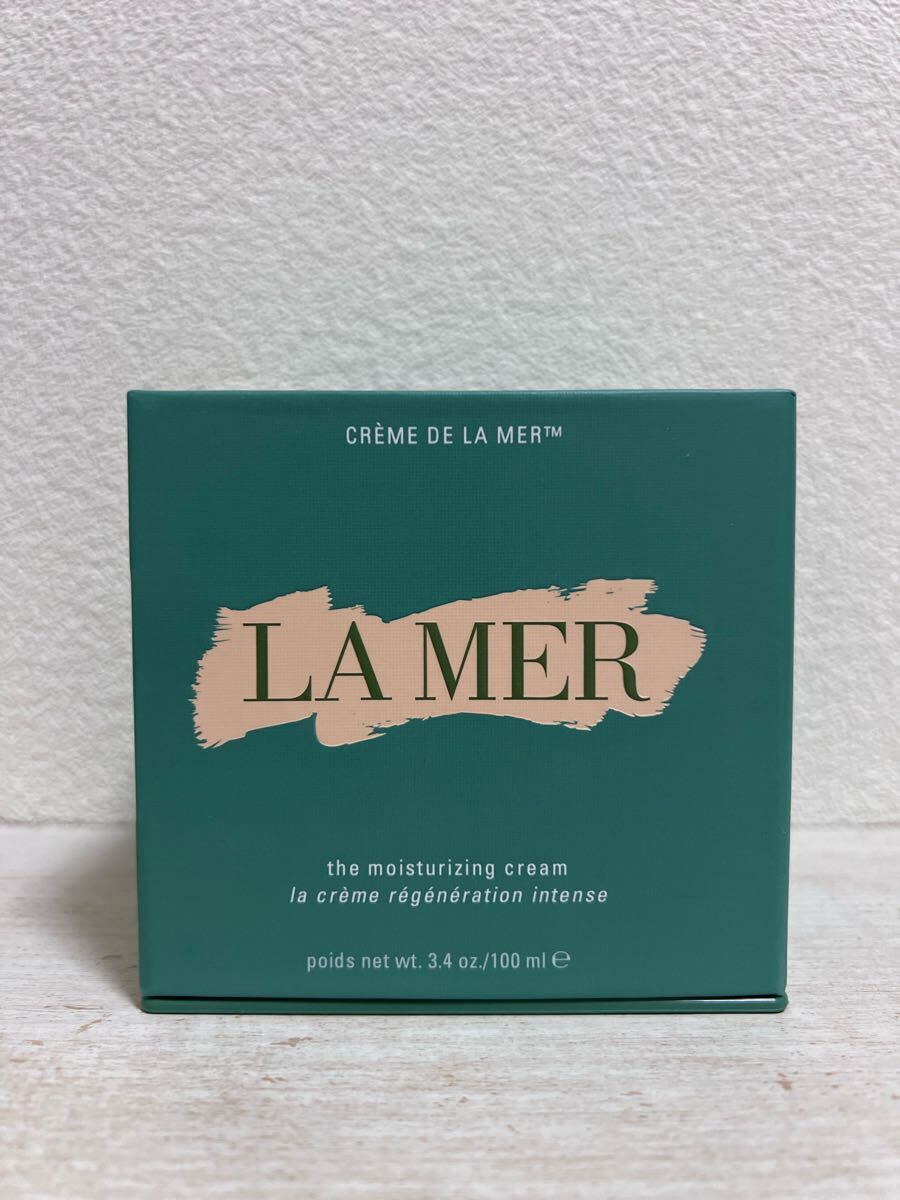 CRÈME DE LA MER™
LA MER
the moisturizing cream
la crème régénération intense
poids net wt. 3.4 oz./100 ml ℮